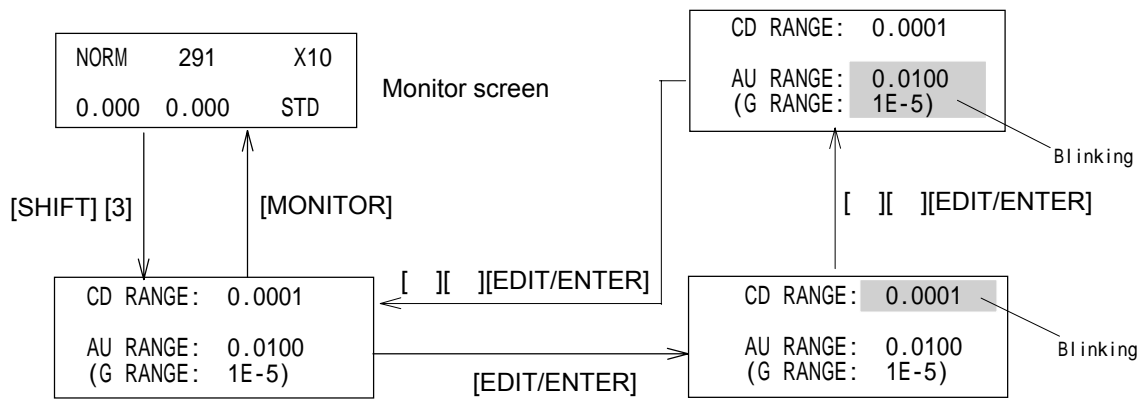 NORM 291 X10
0.000 0.000 STD
Monitor screen
CD RANGE: 0.0001
AU RANGE: 0.0100
(G RANGE: 1E-5)
Blinking
[SHIFT] [3]
[MONITOR]
[ ][ ][EDIT/ENTER]
[ ][ ][EDIT/ENTER]
CD RANGE: 0.0001
AU RANGE: 0.0100
(G RANGE: 1E-5)
[EDIT/ENTER]
CD RANGE: 0.0001
AU RANGE: 0.0100
(G RANGE: 1E-5)
Blinking